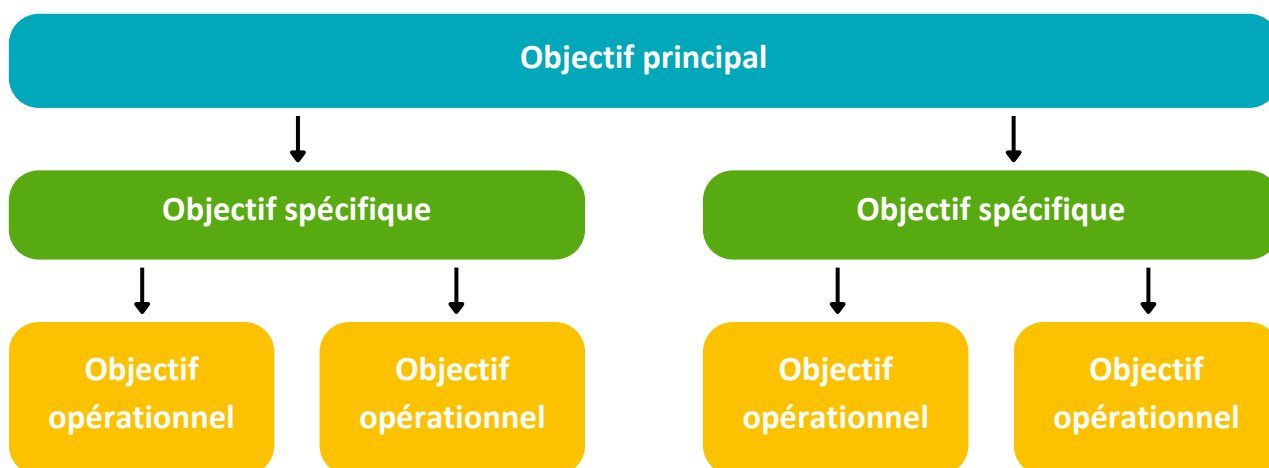 Objectif principal
Objectif spécifique
Objectif spécifique
Objectif
opérationnel
Objectif
opérationnel
Objectif
opérationnel
Objectif
opérationnel